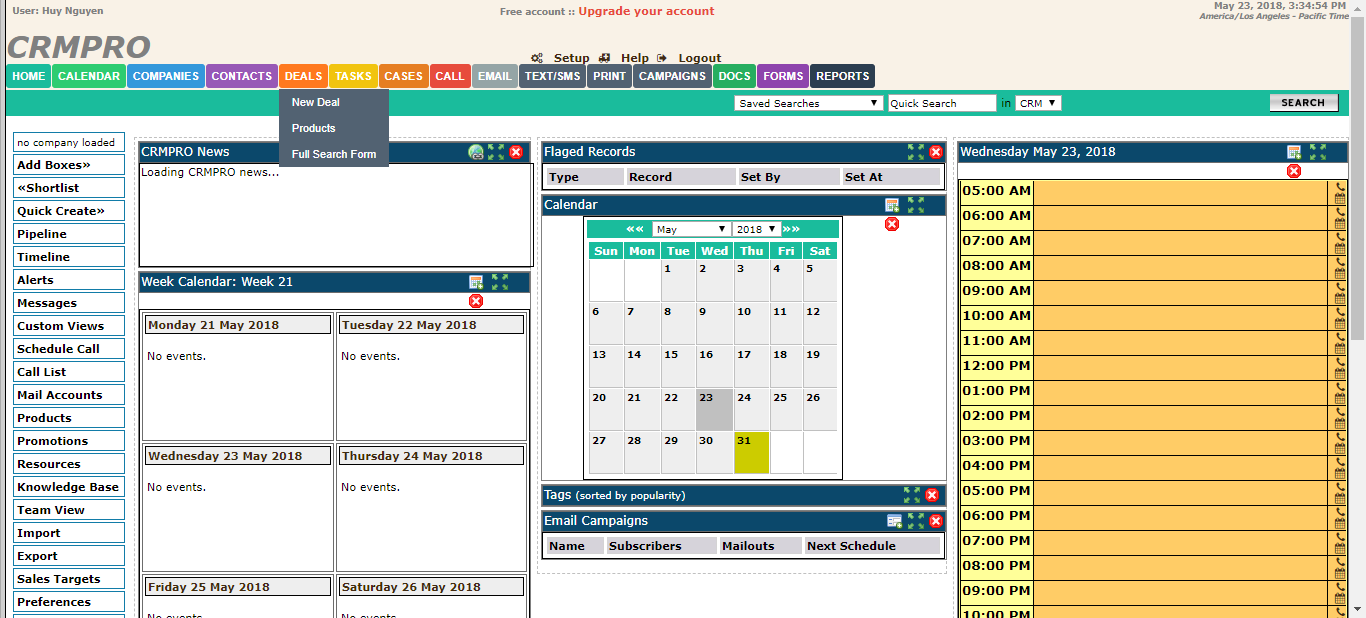 User: Huy Nguyen
Free account :: Upgrade your account
May 23, 2018, 3:34:54 PM
America/Los Angeles - Pacific Time
CRMPRO
Setup Help Logout
HOME CALENDAR COMPANIES CONTACTS DEALS TASKS CASES CALL EMAIL TEXT/SMS PRINT CAMPAIGNS DOCS FORMS REPORTS
New Deal
Products
Full Search Form
Saved Searches Quick Search in CRM SEARCH
no company loaded
Add Boxes»
«Shortlist
Quick Create»
Pipeline
Timeline
Alerts
Messages
Custom Views
Schedule Call
Call List
Mail Accounts
Products
Promotions
Resources
Knowledge Base
Team View
Import
Export
Sales Targets
Preferences
CRMPRO News
Loading CRMPRO news...
Week Calendar: Week 21
Monday 21 May 2018 Tuesday 22 May 2018
No events. No events.
Wednesday 23 May 2018 Thursday 24 May 2018
No events. No events.
Friday 25 May 2018 Saturday 26 May 2018
No events. No events.
Flaged Records
Type Record Set By Set At
Calendar
«« May 2018 »»
Sun Mon Tue Wed Thu Fri Sat
1 2 3 4 5
6 7 8 9 10 11 12
13 14 15 16 17 18 19
20 21 22 23 24 25 26
27 28 29 30 31
Tags (sorted by popularity)
Email Campaigns
Name Subscribers Mailouts Next Schedule
Wednesday May 23, 2018
05:00 AM
06:00 AM
07:00 AM
08:00 AM
09:00 AM
10:00 AM
11:00 AM
12:00 PM
01:00 PM
02:00 PM
03:00 PM
04:00 PM
05:00 PM
06:00 PM
07:00 PM
08:00 PM
09:00 PM
10:00 PM